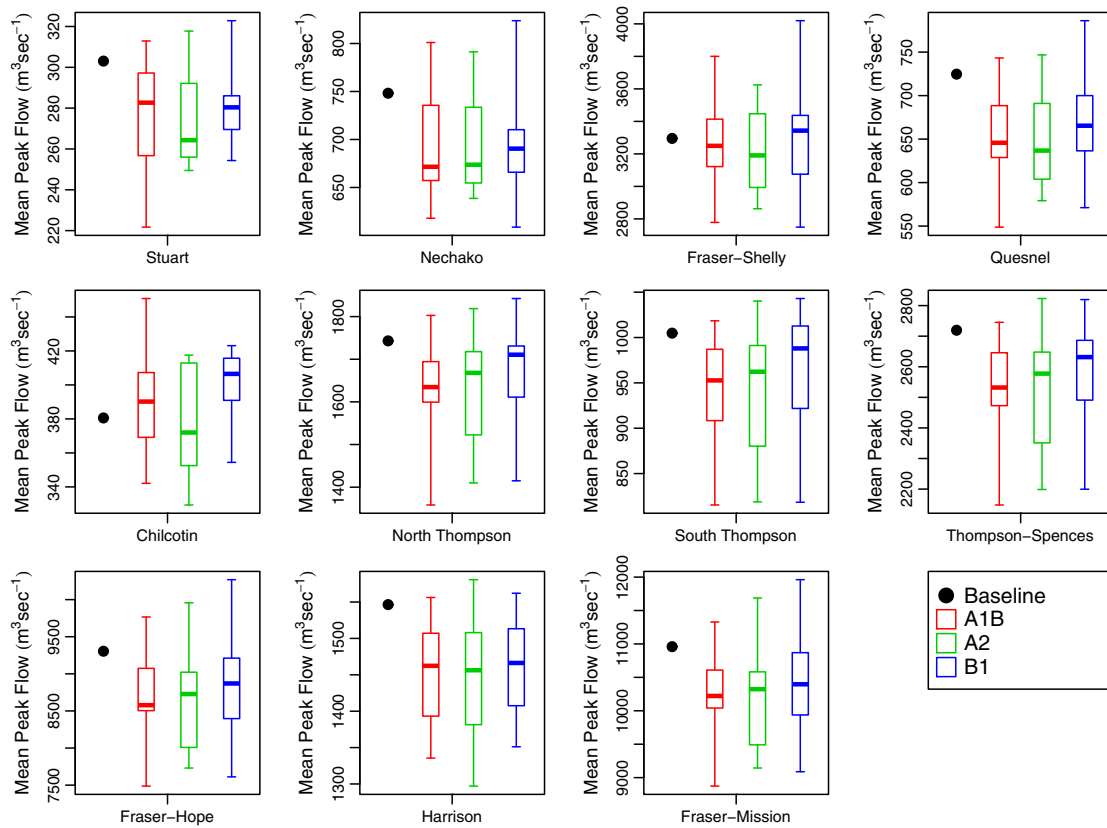 Mean Peak Flow (m³sec⁻¹)
220 240 260 280 300 320
Stuart
Mean Peak Flow (m³sec⁻¹)
650 700 750 800
Nechako
Mean Peak Flow (m³sec⁻¹)
2800 3200 3600 4000
Fraser−Shelly
Mean Peak Flow (m³sec⁻¹)
550 600 650 700 750
Quesnel
Mean Peak Flow (m³sec⁻¹)
340 380 420
Chilcotin
Mean Peak Flow (m³sec⁻¹)
1400 1600 1800
North Thompson
Mean Peak Flow (m³sec⁻¹)
850 900 950 1000
South Thompson
Mean Peak Flow (m³sec⁻¹)
2200 2400 2600 2800
Thompson−Spences
Mean Peak Flow (m³sec⁻¹)
7500 8500 9500
Fraser−Hope
Mean Peak Flow (m³sec⁻¹)
1300 1400 1500
Harrison
Mean Peak Flow (m³sec⁻¹)
9000 10000 11000 12000
Fraser−Mission
Baseline
A1B
A2
B1